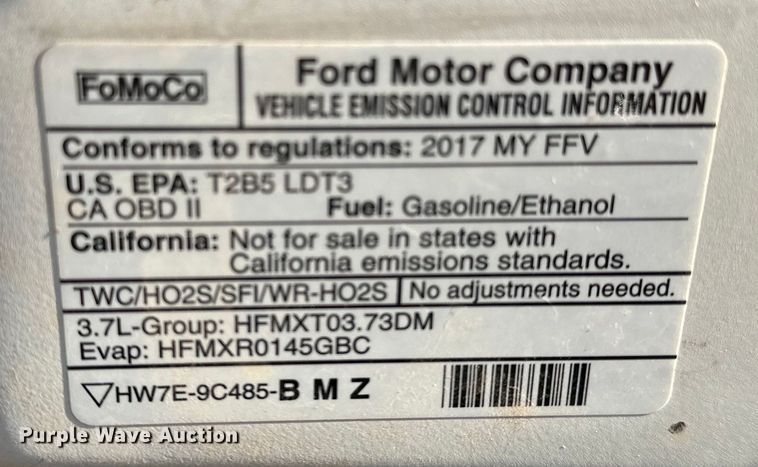 FoMoCo
Ford Motor Company
VEHICLE EMISSION CONTROL INFORMATION
Conforms to regulations: 2017 MY FFV
U.S. EPA: T2B5 LDT3
CA OBD II Fuel: Gasoline/Ethanol
California: Not for sale in states with
California emissions standards.
TWC/HO2S/SFI/WR-HO2S No adjustments needed.
3.7L-Group: HFMXT03.73DM
Evap: HFMXR0145GBC
HW7E-9C485-B M Z
Purple Wave Auction